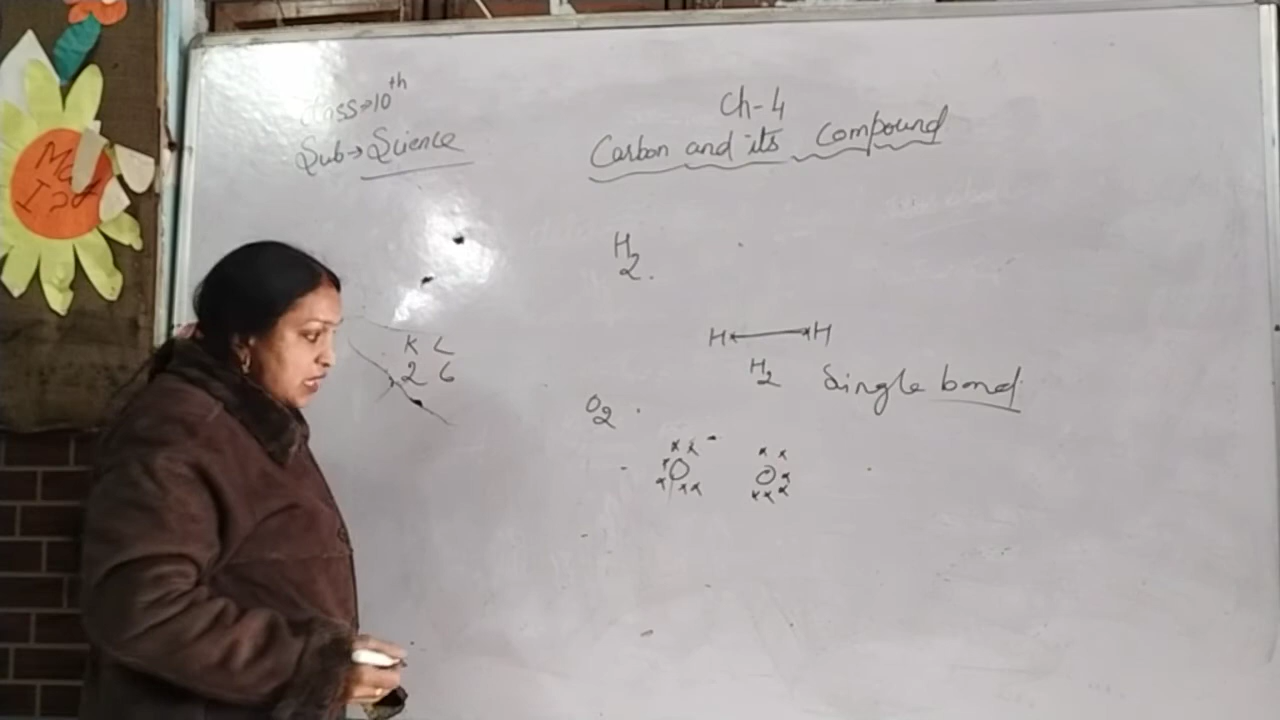 Class→10th
Sub→Science
Ch-4
Carbon and its Compound
H2.
H H
H2 Single bond
K L
2 6
O2.
O O